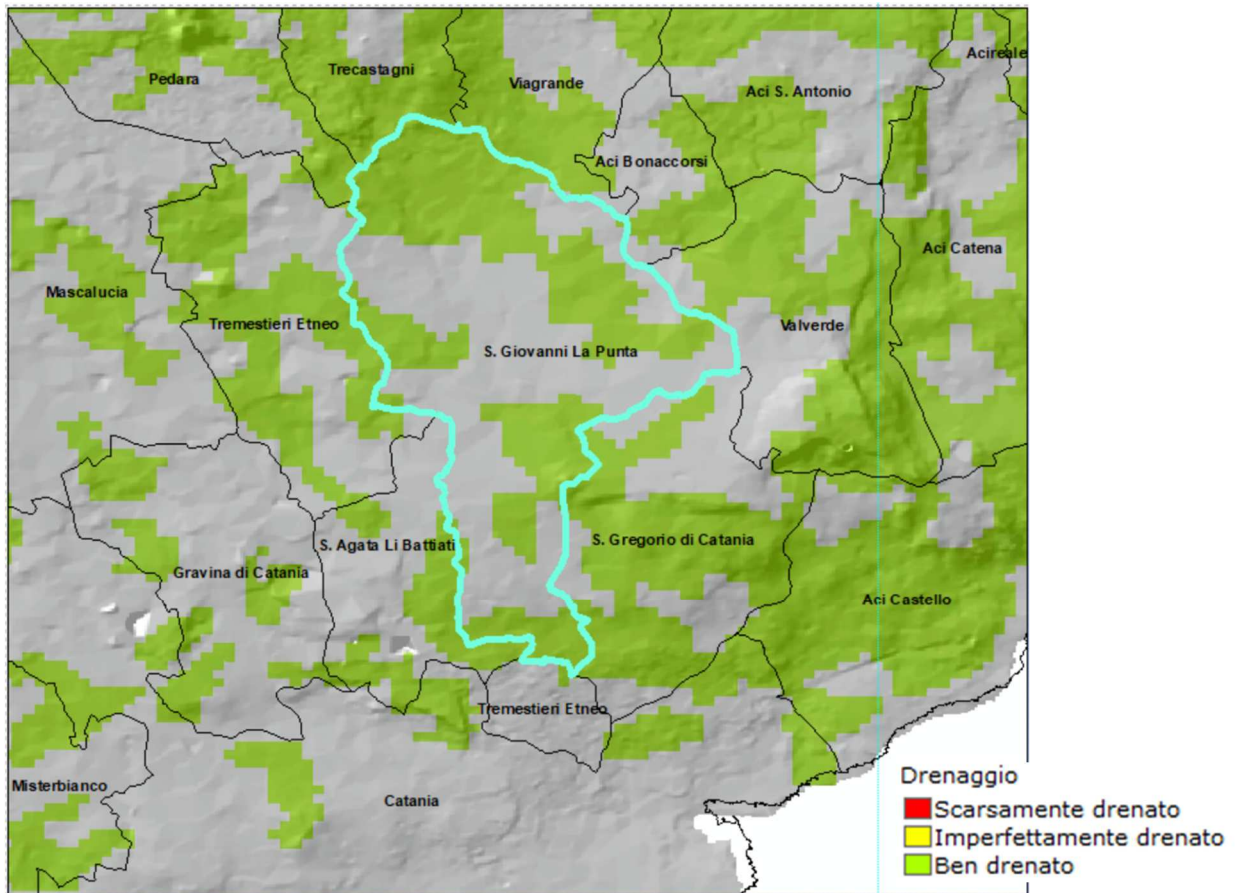 Acireale
Pedara
Trecastagni
Viagrande
Aci S. Antonio
Aci Bonaccorsi
Aci Catena
Mascalucia
Tremestieri Etneo
Valverde
S. Giovanni La Punta
S. Agata Li Battiati
S. Gregorio di Catania
Gravina di Catania
Aci Castello
Tremestieri Etneo
Misterbianco
Catania
Drenaggio
Scarsamente drenato
Imperfettamente drenato
Ben drenato